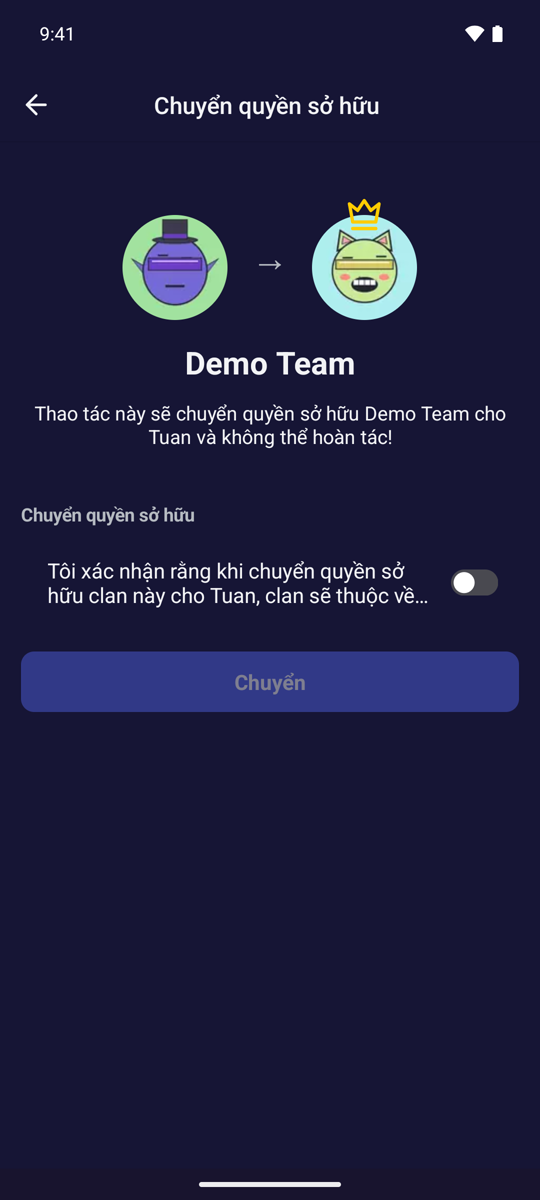 9:41
Chuyển quyền sở hữu
Demo Team
Thao tác này sẽ chuyển quyền sở hữu Demo Team cho
Tuan và không thể hoàn tác!
Chuyển quyền sở hữu
Tôi xác nhận rằng khi chuyển quyền sở
hữu clan này cho Tuan, clan sẽ thuộc về...
Chuyển